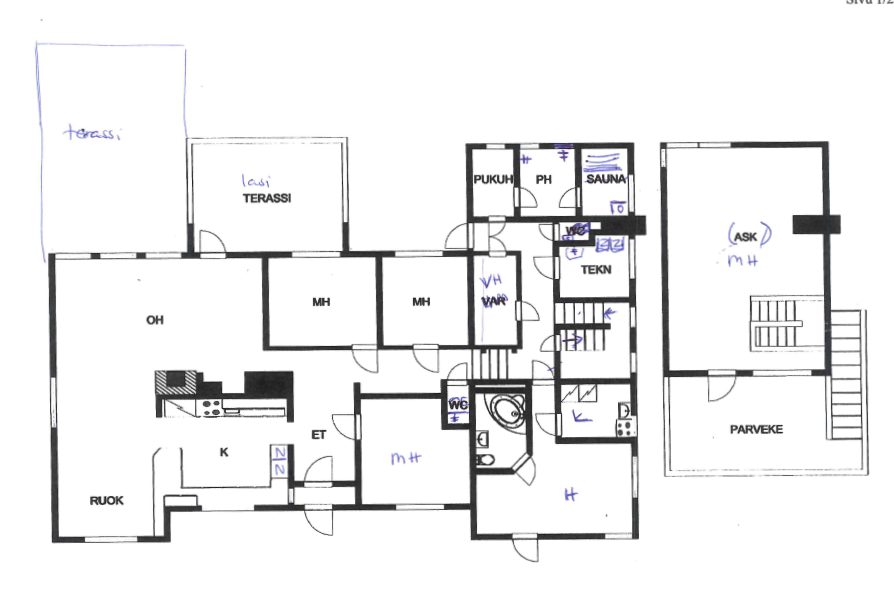 Sivu 1/2
terassi
lasi
TERASSI
PUKUH
PH
SAUNA
WC
TEKN
(ASK)
MH
OH
MH
MH
VH
VAR
WC
ET
K
MH
RUOK
H
PARVEKE